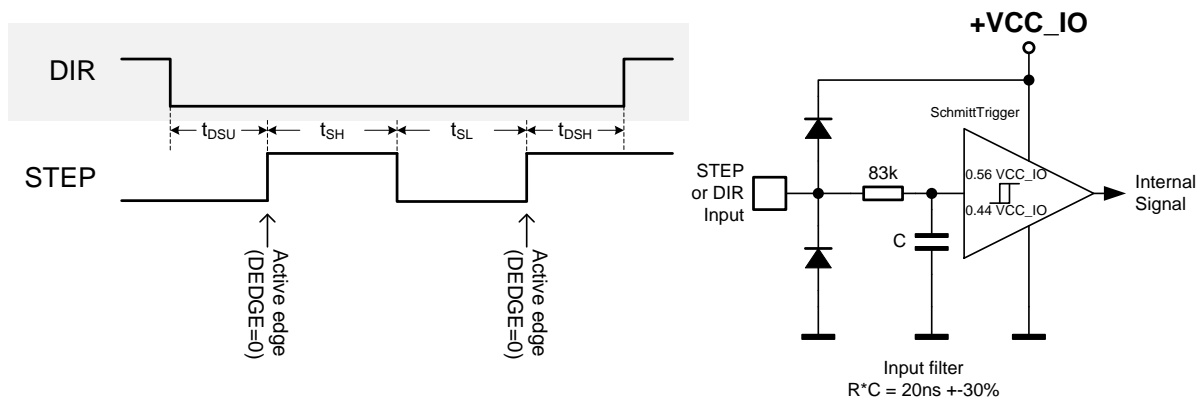 DIR
tDSU
tSH
tSL
tDSH
STEP
Active edge
(DEDGE=0)
Active edge
(DEDGE=0)
+VCC_IO
SchmittTrigger
STEP
or DIR
Input
83k
0.56 VCC_IO
0.44 VCC_IO
C
Internal
Signal
Input filter
R*C = 20ns +-30%